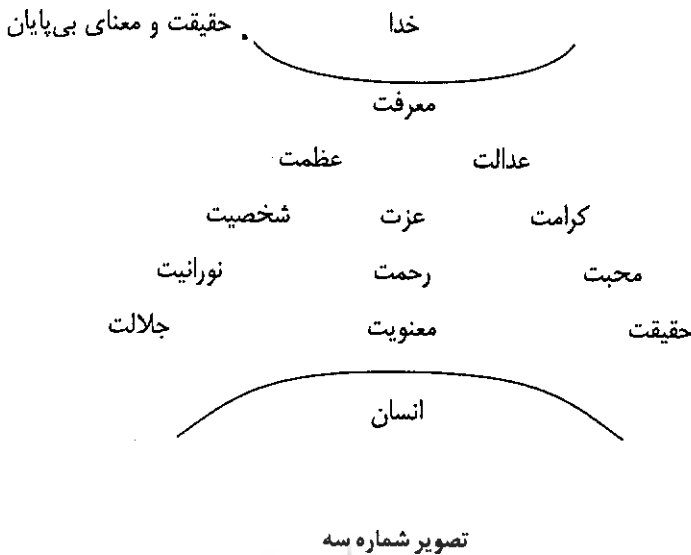 خدا حقیقت و معنای بی‌پایان
معرفت
عدالت عظمت
کرامت عزت شخصیت
محبت رحمت نورانیت
حقیقت معنویت جلالت
انسان
تصویر شماره سه